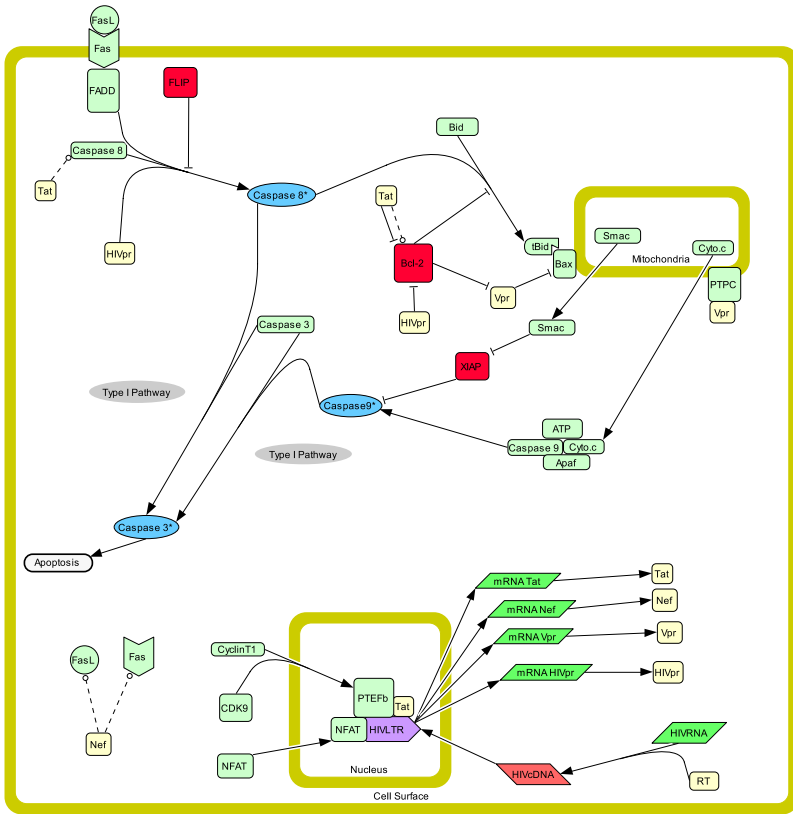 FasL
Fas
FADD
FLIP
Caspase 8
Tat
HIVpr
Caspase 8*
Bid
Tat
Bcl-2
HIVpr
Vpr
tBid
Bax
Smac
Cyto.c
Mitochondria
PTPC
Vpr
Smac
Caspase 3
XIAP
Type I Pathway
Caspase9*
ATP
Caspase 9
Cyto.c
Apaf
Type I Pathway
Caspase 3*
Apoptosis
mRNA Tat
Tat
mRNA Nef
Nef
mRNA Vpr
Vpr
mRNA HIVpr
HIVpr
FasL
Fas
Nef
CyclinT1
CDK9
NFAT
PTEFb
Tat
NFAT
HIVLTR
Nucleus
HIVRNA
HIVcDNA
RT
Cell Surface